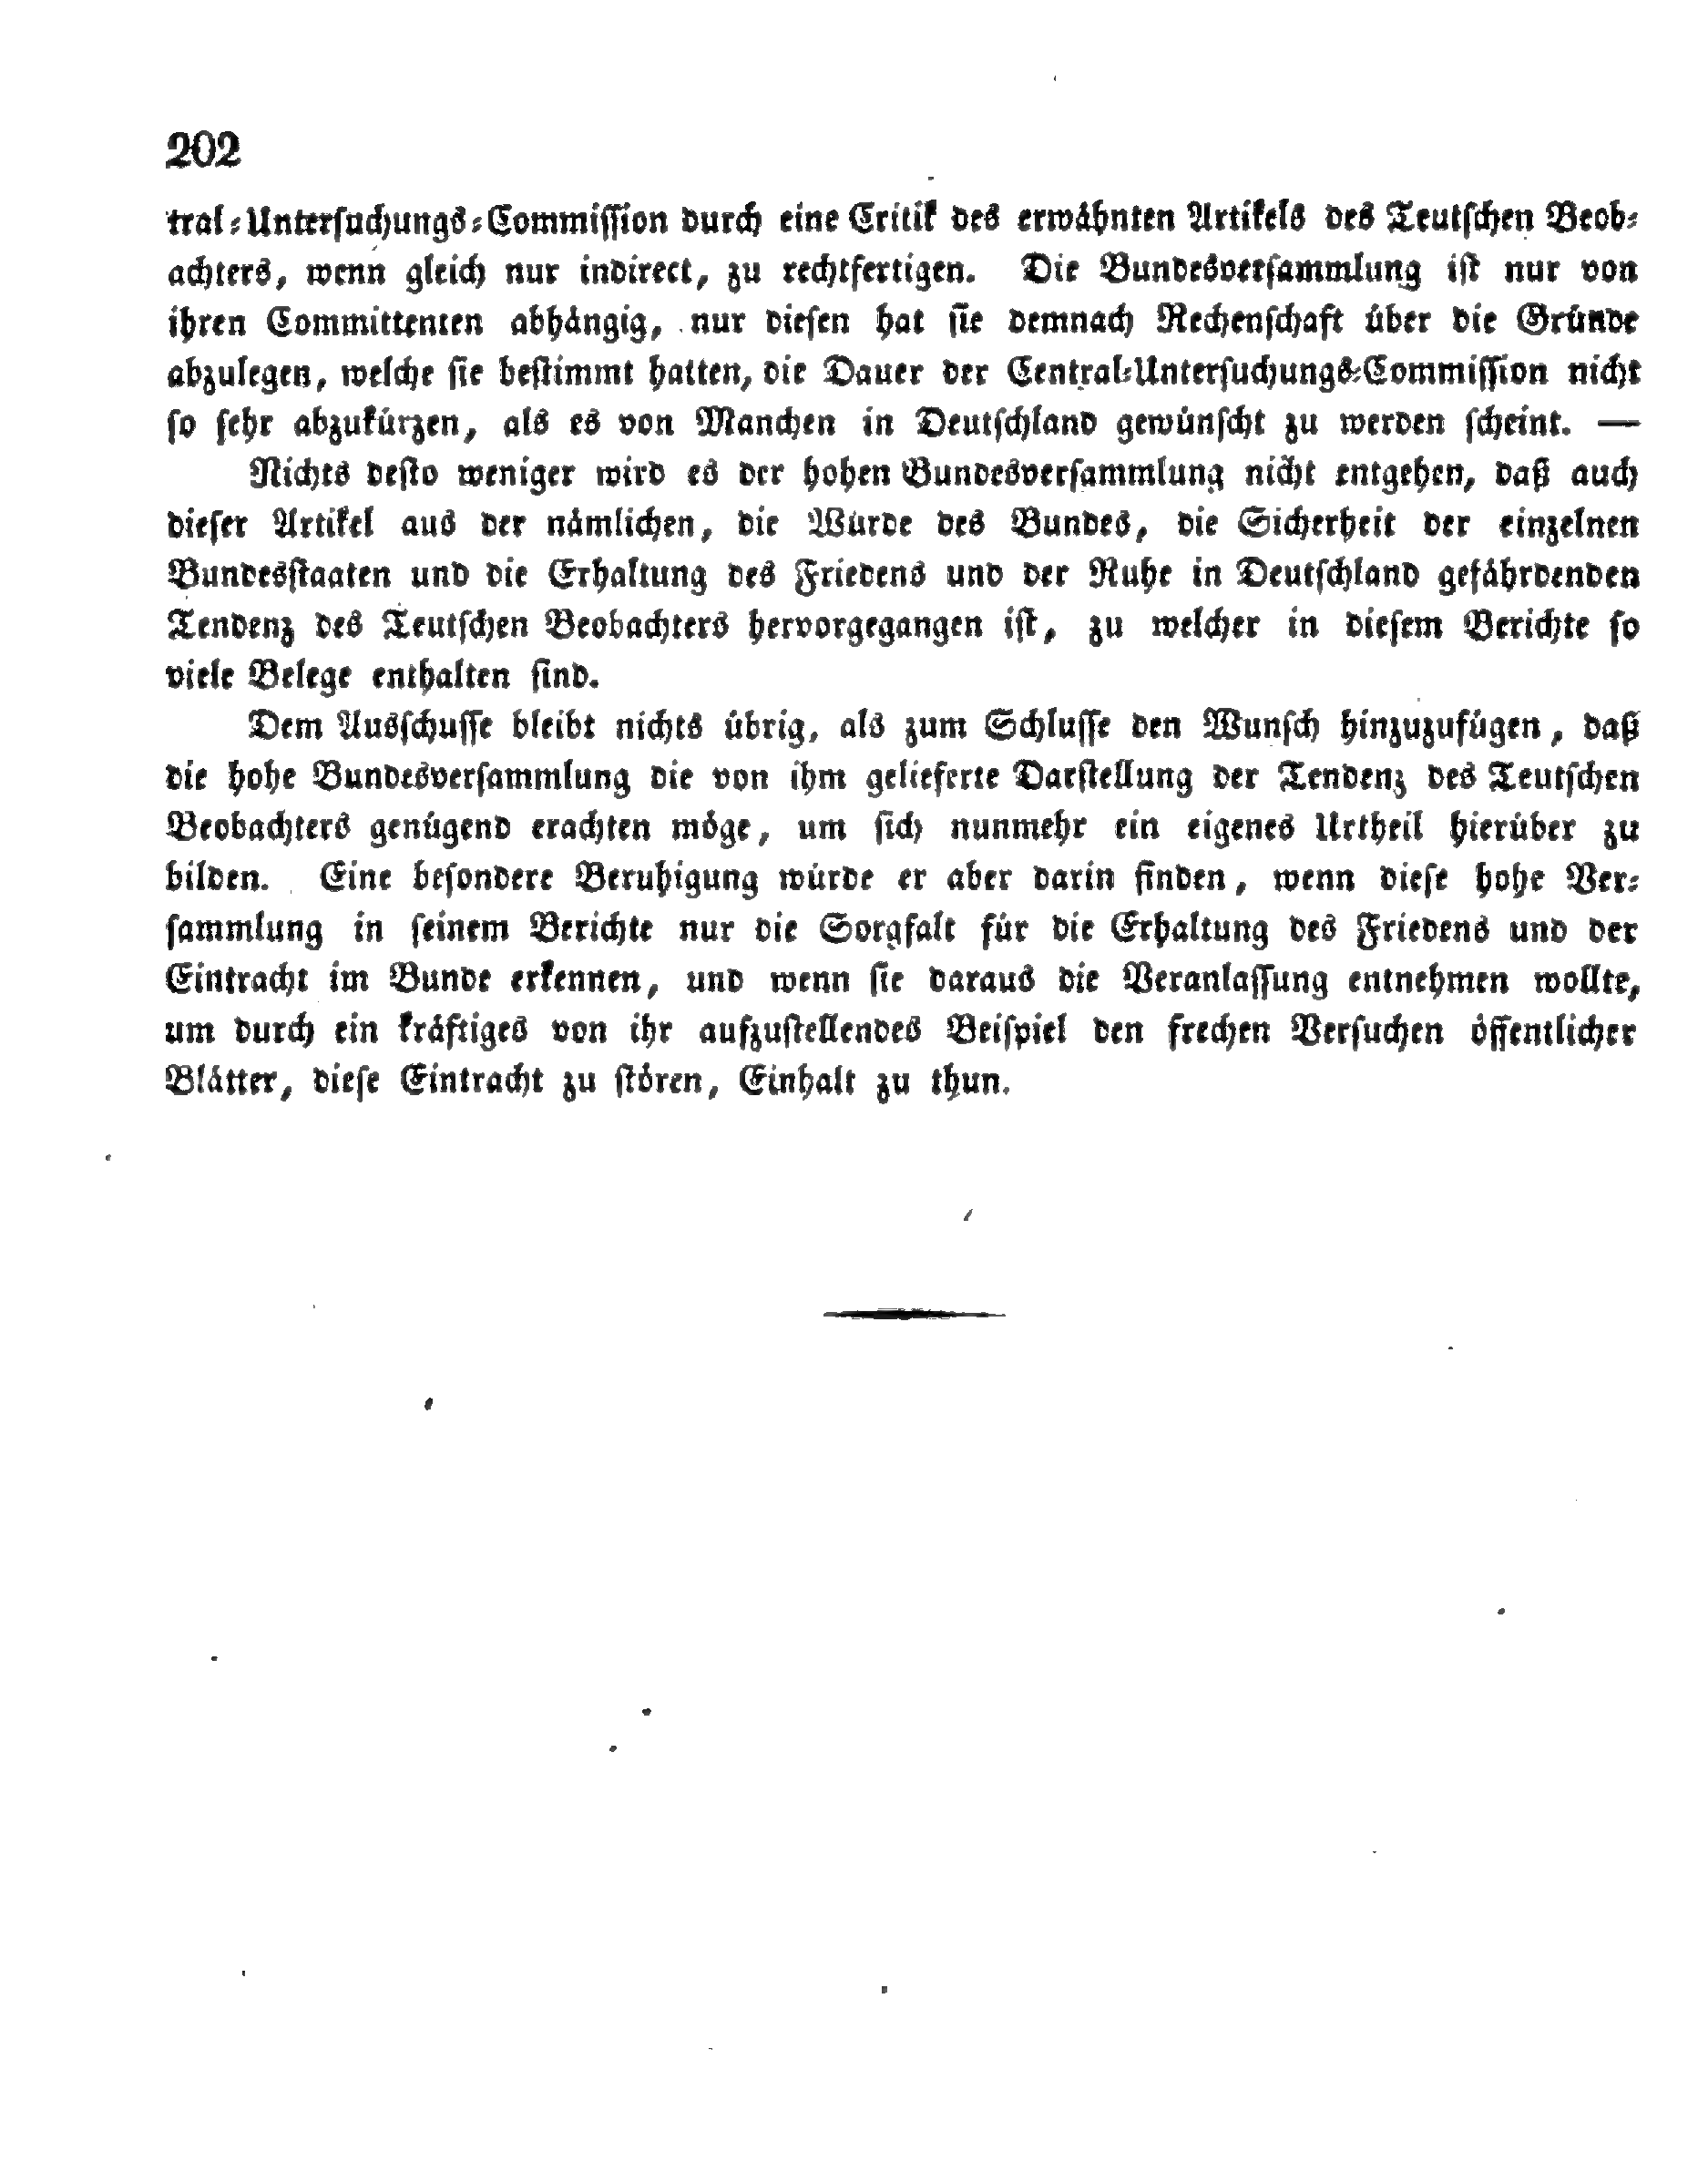 202
tral-Untersuchungs-Commission durch eine Critik des erwähnten Artikels des Teutschen Beob-
achters, wenn gleich nur indirect, zu rechtfertigen. Die Bundesversammlung ist nur von
ihren Committenten abhängig, nur diesen hat sie demnach Rechenschaft über die Gründe
abzulegen, welche sie bestimmt hatten, die Dauer der Central-Untersuchungs-Commission nicht
so sehr abzukürzen, als es von Manchen in Deutschland gewünscht zu werden scheint. —
Nichts desto weniger wird es der hohen Bundesversammlung nicht entgehen, daß auch
dieser Artikel aus der nämlichen, die Würde des Bundes, die Sicherheit der einzelnen
Bundesstaaten und die Erhaltung des Friedens und der Ruhe in Deutschland gefährdenden
Tendenz des Teutschen Beobachters hervorgegangen ist, zu welcher in diesem Berichte so
viele Belege enthalten sind.
Dem Ausschusse bleibt nichts übrig, als zum Schlusse den Wunsch hinzuzufügen, daß
die hohe Bundesversammlung die von ihm gelieferte Darstellung der Tendenz des Teutschen
Beobachters genügend erachten möge, um sich nunmehr ein eigenes Urtheil hierüber zu
bilden. Eine besondere Beruhigung würde er aber darin finden, wenn diese hohe Ver-
sammlung in seinem Berichte nur die Sorgfalt für die Erhaltung des Friedens und der
Eintracht im Bunde erkennen, und wenn sie daraus die Veranlassung entnehmen wollte,
um durch ein kräftiges von ihr aufzustellendes Beispiel den frechen Versuchen öffentlicher
Blätter, diese Eintracht zu stören, Einhalt zu thun.